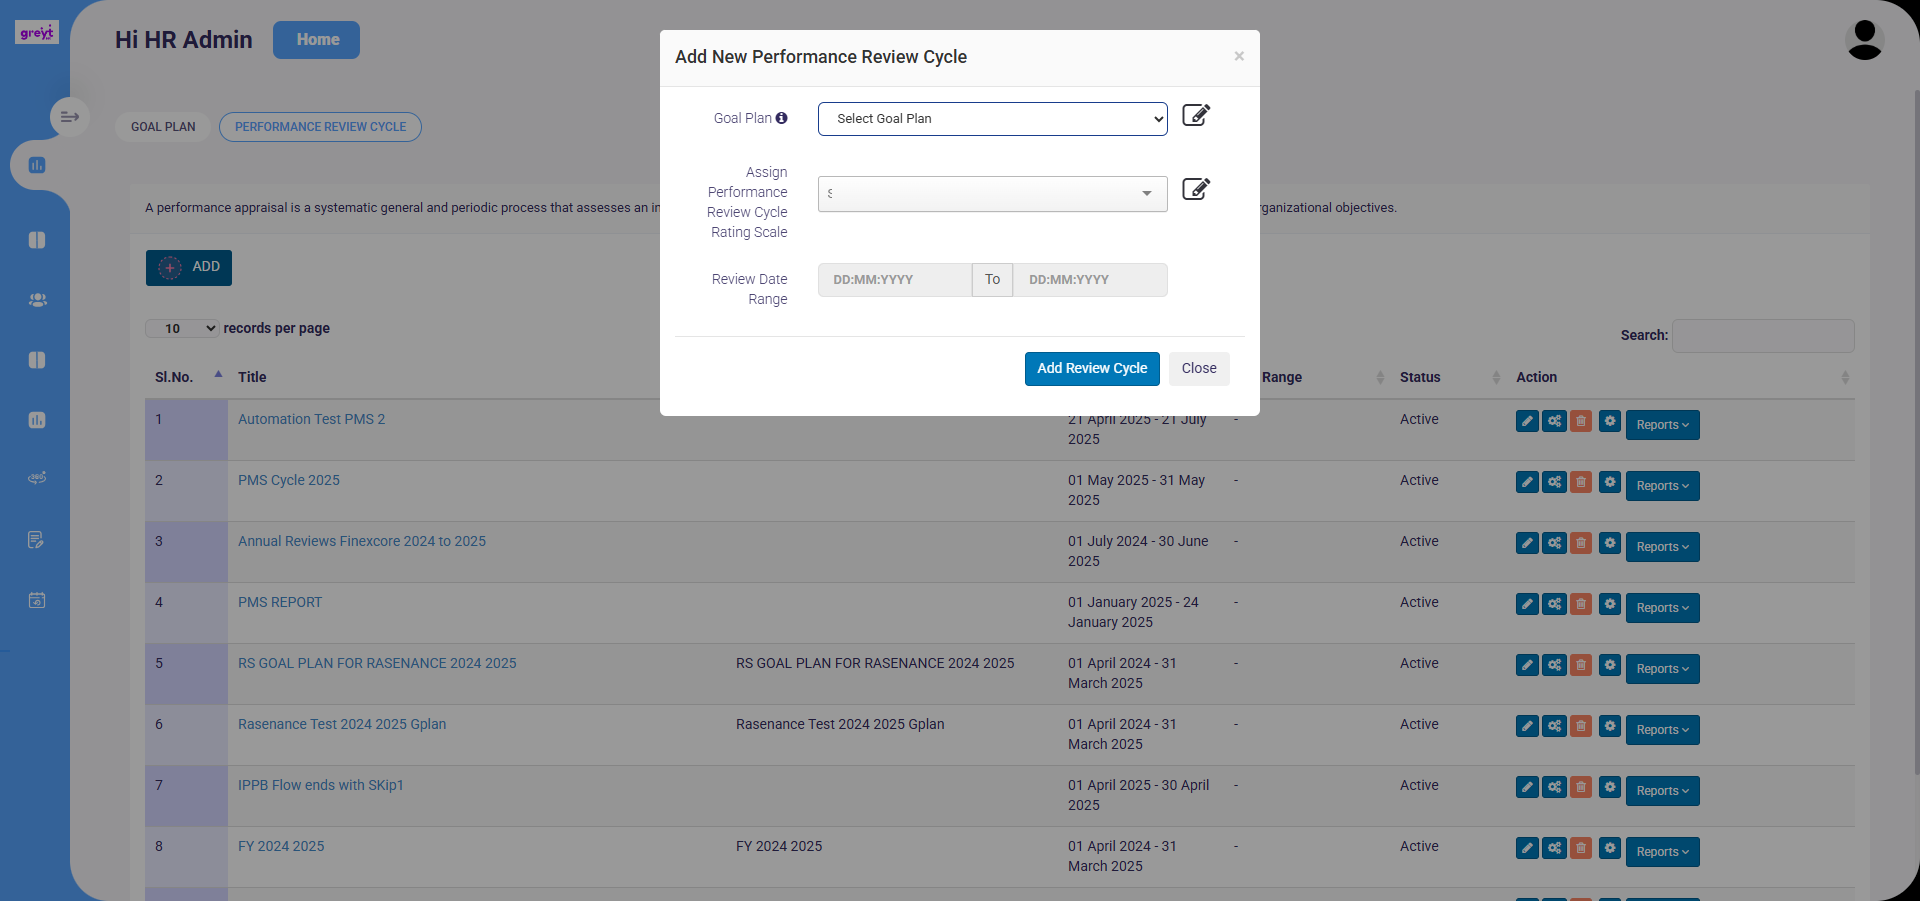 greyt
Hi HR Admin
Home
GOAL PLAN
PERFORMANCE REVIEW CYCLE
Add New Performance Review Cycle
×
Goal Plan
Select Goal Plan
Assign
Performance
Review Cycle
Rating Scale
Review Date
Range
DD:MM:YYYY
To
DD:MM:YYYY
Add Review Cycle
Close
A performance appraisal is a systematic general and periodic process that assesses an in
rganizational objectives.
ADD
10 records per page
Search:
Sl.No. Title Range Status Action
1 Automation Test PMS 2 21 April 2025 - 21 July - Active Reports
2025
2 PMS Cycle 2025 01 May 2025 - 31 May - Active Reports
2025
3 Annual Reviews Finexcore 2024 to 2025 01 July 2024 - 30 June - Active Reports
2025
4 PMS REPORT 01 January 2025 - 24 - Active Reports
January 2025
5 RS GOAL PLAN FOR RASENANCE 2024 2025 RS GOAL PLAN FOR RASENANCE 2024 2025 01 April 2024 - 31 - Active Reports
March 2025
6 Rasenance Test 2024 2025 Gplan Rasenance Test 2024 2025 Gplan 01 April 2024 - 31 - Active Reports
March 2025
7 IPPB Flow ends with SKip1 01 April 2025 - 30 April - Active Reports
2025
8 FY 2024 2025 FY 2024 2025 01 April 2024 - 31 - Active Reports
March 2025